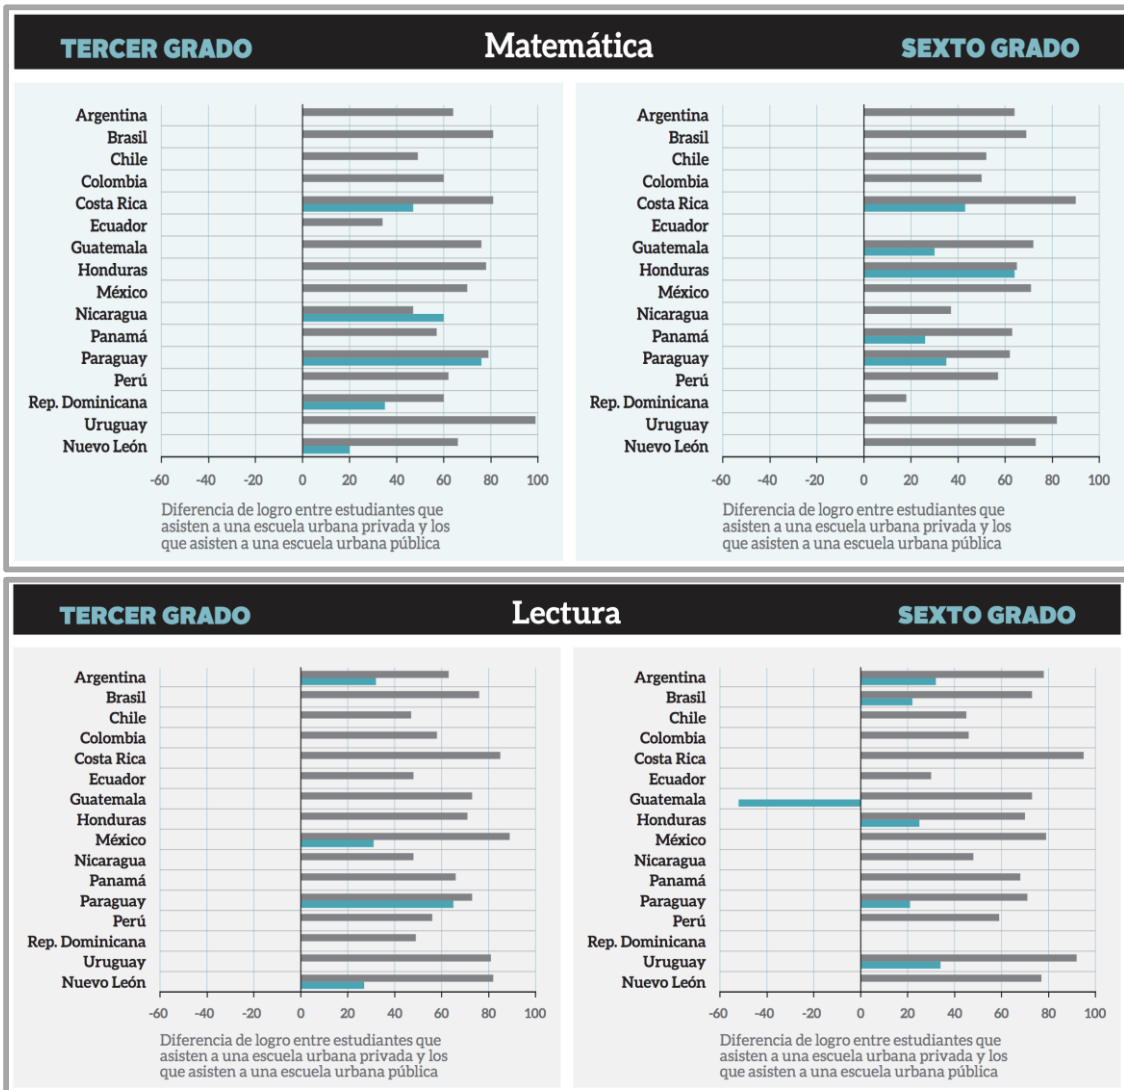 TERCER GRADO
Matemática
SEXTO GRADO
Argentina
Brasil
Chile
Colombia
Costa Rica
Ecuador
Guatemala
Honduras
México
Nicaragua
Panamá
Paraguay
Perú
Rep. Dominicana
Uruguay
Nuevo León
-60 -40 -20 0 20 40 60 80 100
Diferencia de logro entre estudiantes que
asisten a una escuela urbana privada y los
que asisten a una escuela urbana pública
Argentina
Brasil
Chile
Colombia
Costa Rica
Ecuador
Guatemala
Honduras
México
Nicaragua
Panamá
Paraguay
Perú
Rep. Dominicana
Uruguay
Nuevo León
-60 -40 -20 0 20 40 60 80 100
Diferencia de logro entre estudiantes que
asisten a una escuela urbana privada y los
que asisten a una escuela urbana pública
TERCER GRADO
Lectura
SEXTO GRADO
Argentina
Brasil
Chile
Colombia
Costa Rica
Ecuador
Guatemala
Honduras
México
Nicaragua
Panamá
Paraguay
Perú
Rep. Dominicana
Uruguay
Nuevo León
-60 -40 -20 0 20 40 60 80 100
Diferencia de logro entre estudiantes que
asisten a una escuela urbana privada y los
que asisten a una escuela urbana pública
Argentina
Brasil
Chile
Colombia
Costa Rica
Ecuador
Guatemala
Honduras
México
Nicaragua
Panamá
Paraguay
Perú
Rep. Dominicana
Uruguay
Nuevo León
-60 -40 -20 0 20 40 60 80 100
Diferencia de logro entre estudiantes que
asisten a una escuela urbana privada y los
que asisten a una escuela urbana pública